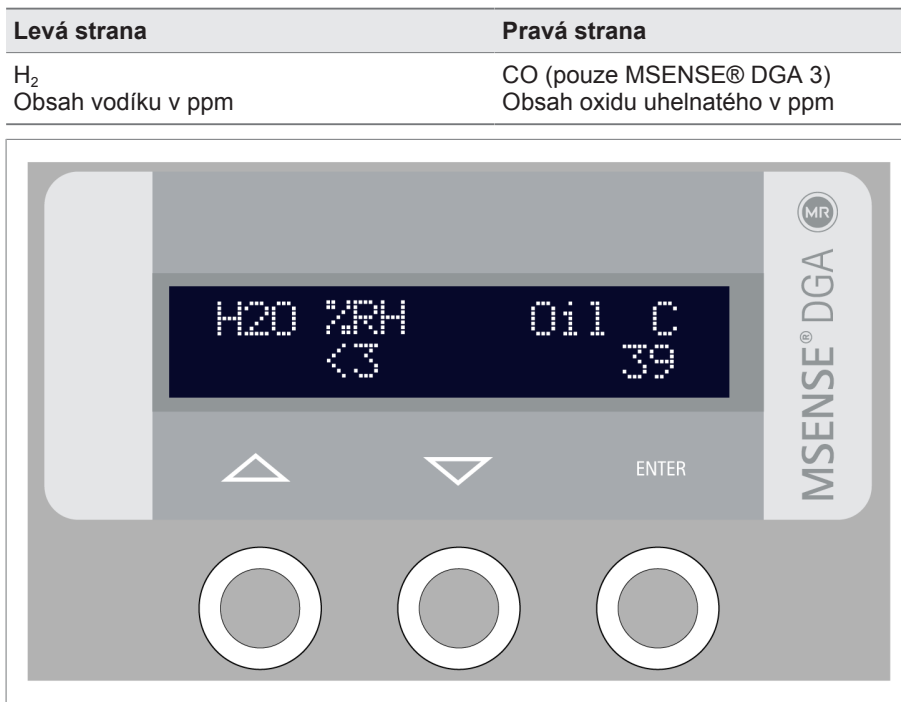 Levá strana Pravá strana
H₂ CO (pouze MSENSE® DGA 3)
Obsah vodíku v ppm Obsah oxidu uhelnatého v ppm
MR
MSENSE® DGA
H2O %RH Oil C
<3 39
ENTER